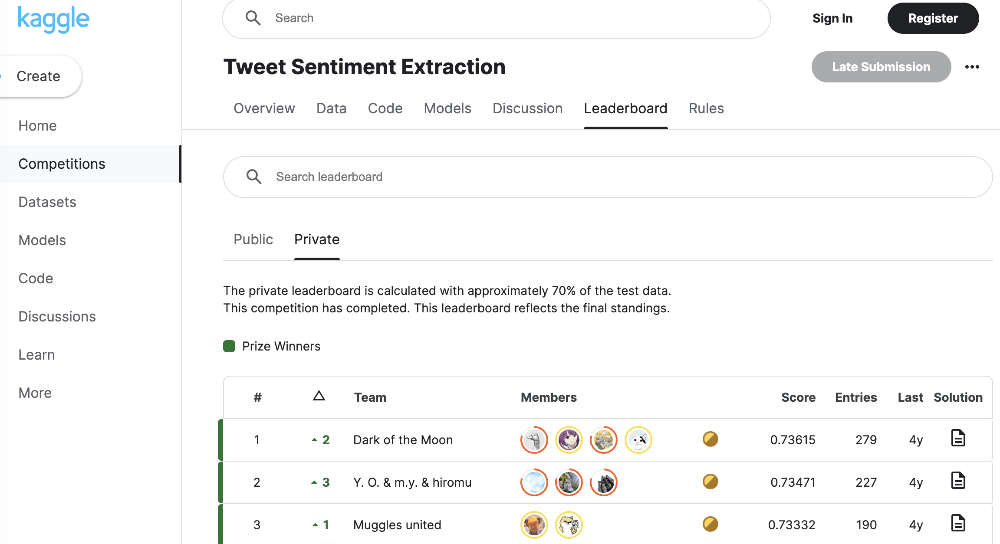 kaggle
Search
Sign In
Register
Create
Home
Competitions
Datasets
Models
Code
Discussions
Learn
More
Tweet Sentiment Extraction
Late Submission
Overview Data Code Models Discussion Leaderboard Rules
Search leaderboard
Public Private
The private leaderboard is calculated with approximately 70% of the test data.
This competition has completed. This leaderboard reflects the final standings.
Prize Winners
# △ Team Members Score Entries Last Solution
1 2 Dark of the Moon 0.73615 279 4y
2 3 Y. O. & m.y. & hiromu 0.73471 227 4y
3 1 Muggles united 0.73332 190 4y